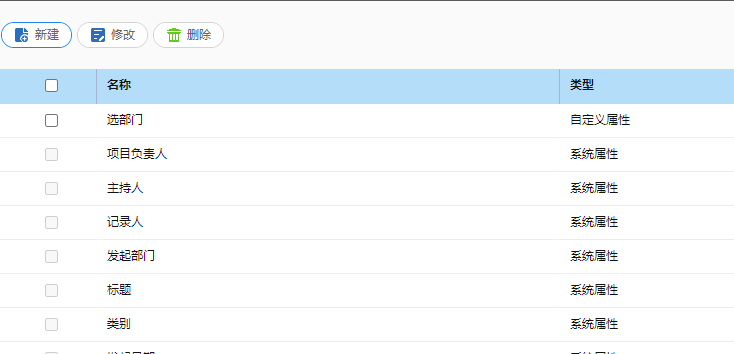 新建 修改 删除
名称 类型
选部门 自定义属性
项目负责人 系统属性
主持人 系统属性
记录人 系统属性
发起部门 系统属性
标题 系统属性
类别 系统属性